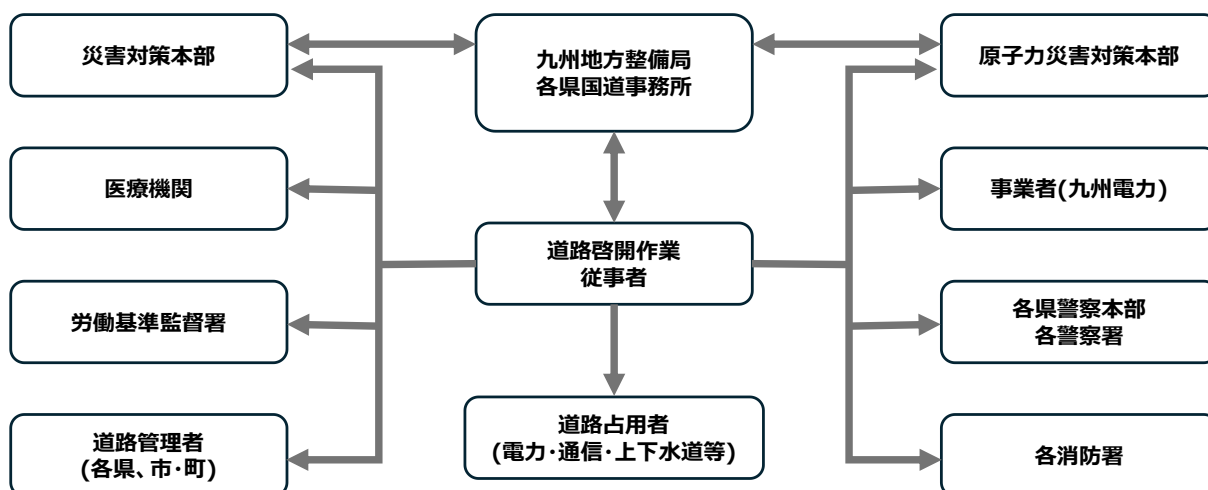 災害対策本部
九州地方整備局
各県国道事務所
原子力災害対策本部
医療機関
事業者(九州電力)
道路啓開作業
従事者
労働基準監督署
各県警察本部
各警察署
道路管理者
(各県、市・町)
道路占用者
(電力・通信・上下水道等)
各消防署